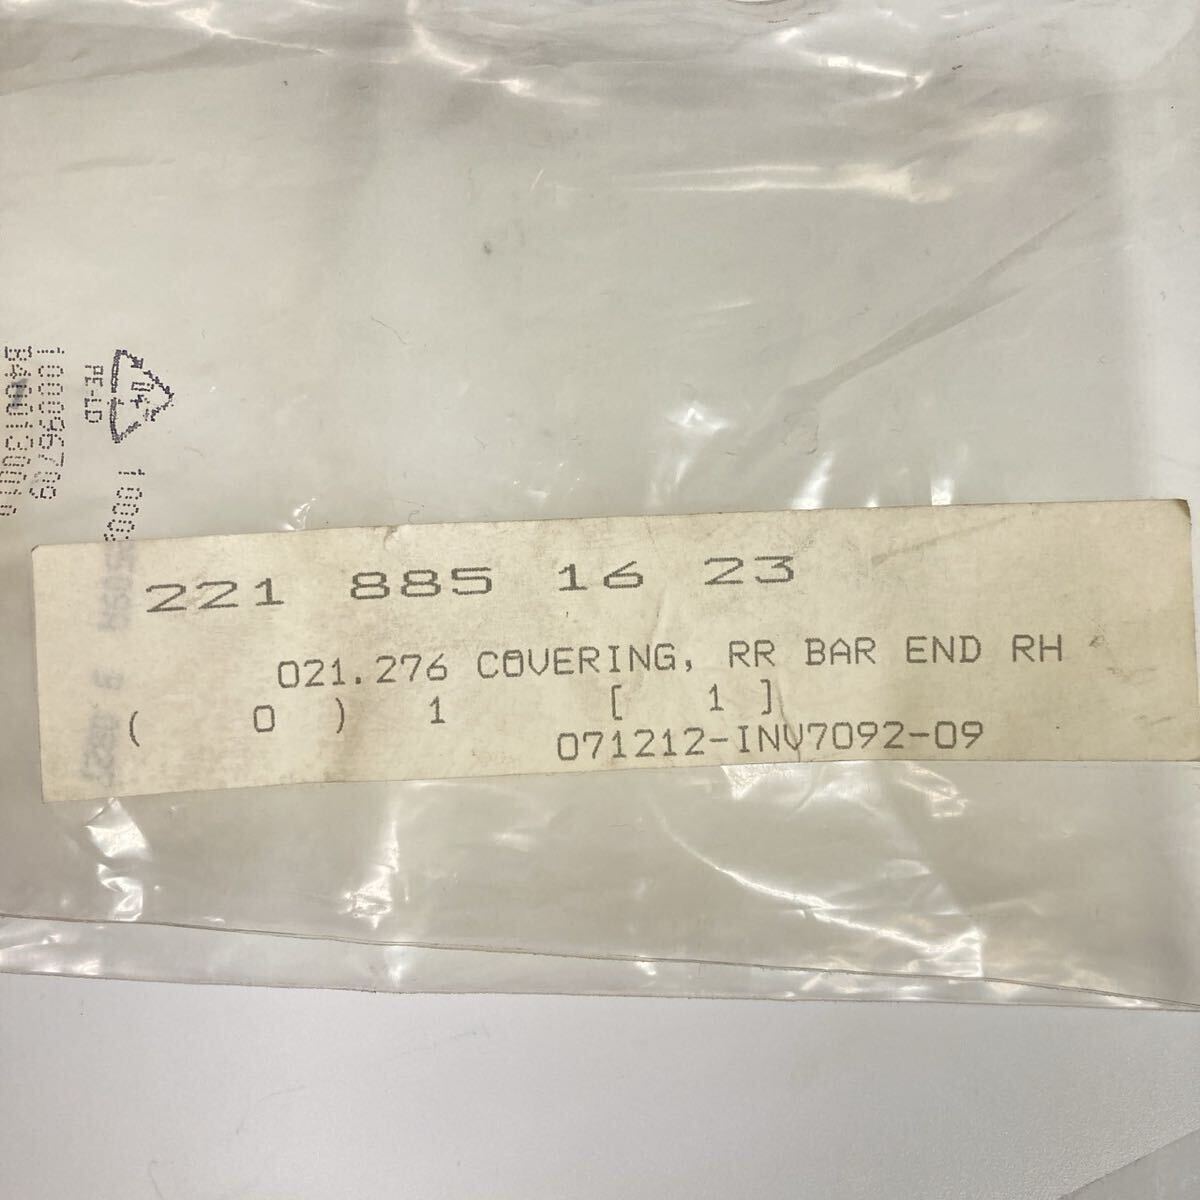 221 885 16 23
021.276 COVERING, RR BAR END RH
( 0 ) 1 [ 1 ]
071212-INV7092-09
04
PE-LD